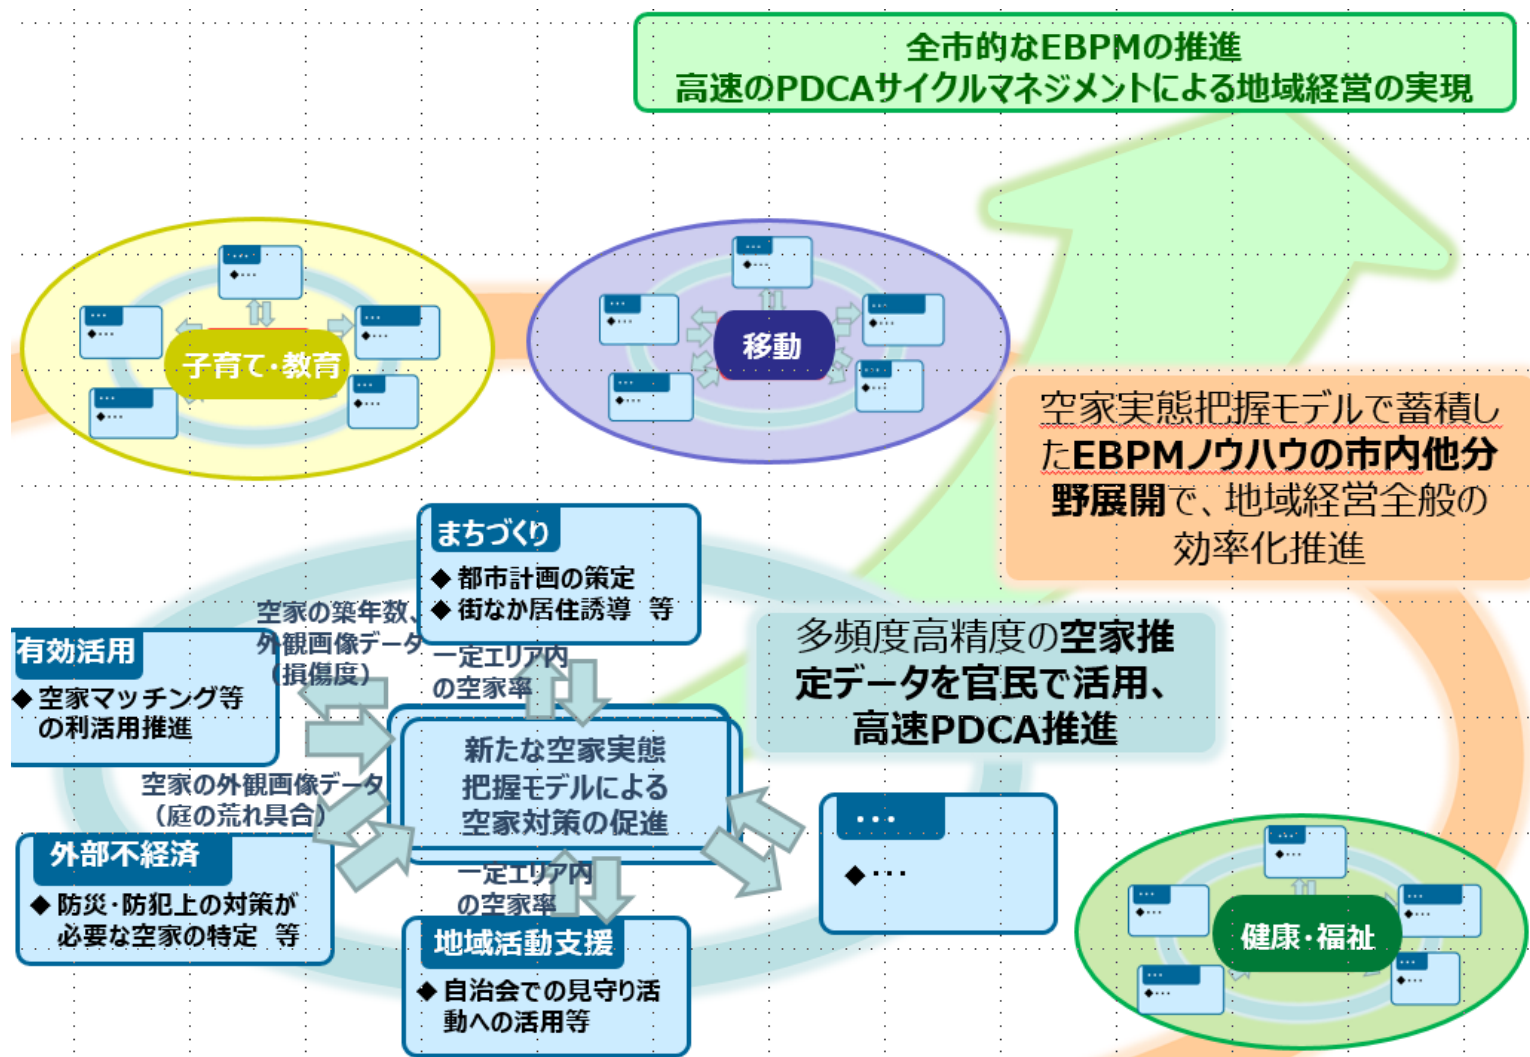 全市的なEBPMの推進
高速のPDCAサイクルマネジメントによる地域経営の実現
…
◆…
…
◆…
…
◆…
子育て・教育
…
◆…
…
◆…
…
◆…
…
◆…
…
◆…
移動
…
◆…
…
◆…
空家実態把握モデルで蓄積し
たEBPMノウハウの市内他分
野展開で、地域経営全般の
効率化推進
まちづくり
◆ 都市計画の策定
◆ 街なか居住誘導 等
空家の築年数、
外観画像データ
（損傷度）
一定エリア内
の空家率
有効活用
◆ 空家マッチング等
の利活用推進
多頻度高精度の空家推
定データを官民で活用、
高速PDCA推進
新たな空家実態
把握モデルによる
空家対策の促進
空家の外観画像データ
（庭の荒れ具合）
外部不経済
◆ 防災・防犯上の対策が
必要な空家の特定 等
一定エリア内
の空家率
地域活動支援
◆ 自治会での見守り活
動への活用等
…
◆…
…
◆…
…
◆…
…
◆…
健康・福祉
…
◆…
…
◆…